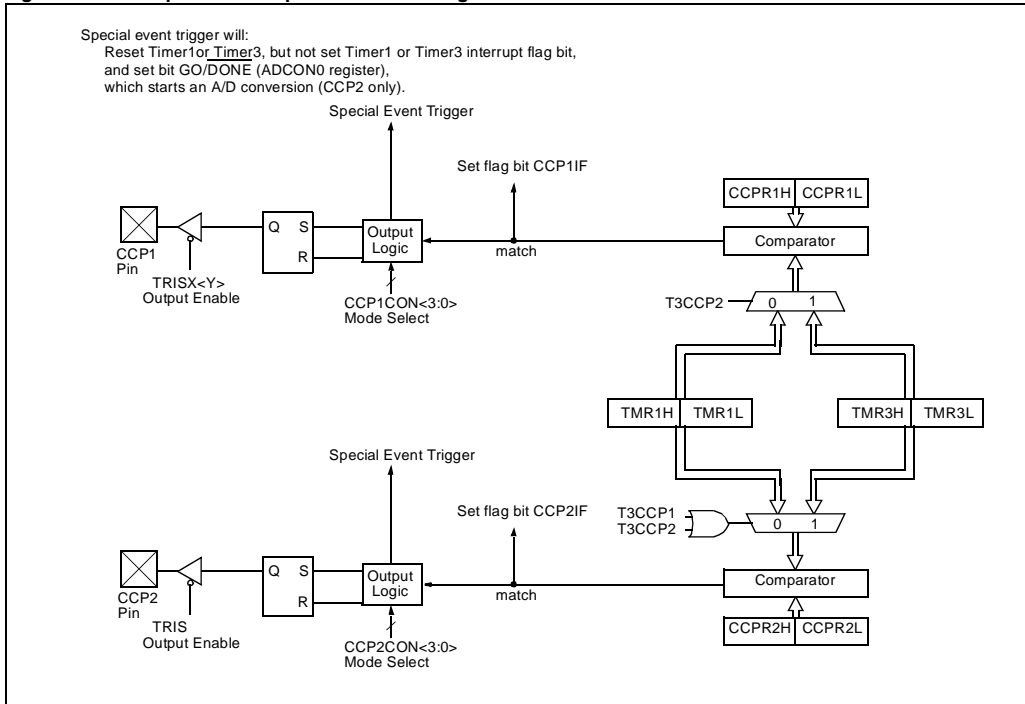 Special event trigger will:
Reset Timer1or Timer3, but not set Timer1 or Timer3 interrupt flag bit,
and set bit GO/DONE (ADCON0 register),
which starts an A/D conversion (CCP2 only).
Special Event Trigger
Set flag bit CCP1IF
CCPR1H CCPR1L
Q S
R
Output
Logic
match
Comparator
CCP1
Pin
TRISX<Y>
Output Enable
CCP1CON<3:0>
Mode Select
T3CCP2
0 1
TMR1H TMR1L
TMR3H TMR3L
Special Event Trigger
Set flag bit CCP2IF
T3CCP1
T3CCP2
0 1
Q S
R
Output
Logic
match
Comparator
CCP2
Pin
TRIS
Output Enable
CCP2CON<3:0>
Mode Select
CCPR2H CCPR2L